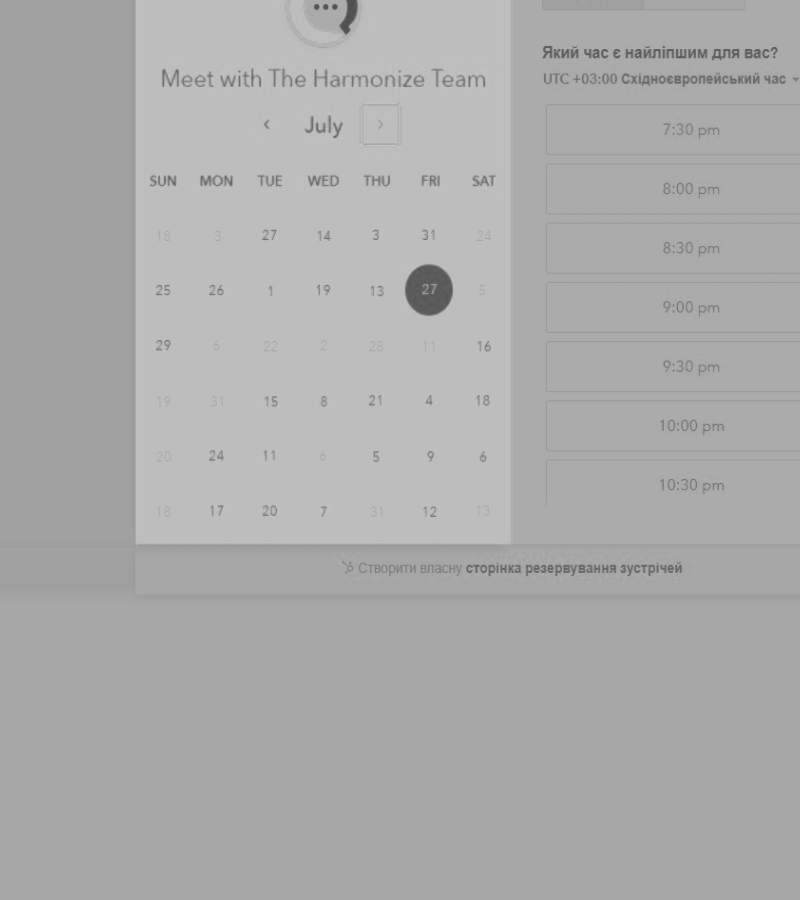 Meet with The Harmonize Team
July
SUN MON TUE WED THU FRI SAT
18 3 27 14 3 31 24
25 26 1 19 13 27 5
29 6 22 2 28 11 16
19 31 15 8 21 4 18
20 24 11 6 5 9 6
18 17 20 7 31 12 13
Який час є найліпшим для вас?
UTC +03:00 Східноєвропейський час
7:30 pm
8:00 pm
8:30 pm
9:00 pm
9:30 pm
10:00 pm
10:30 pm
Створити власну сторінка резервування зустрічей